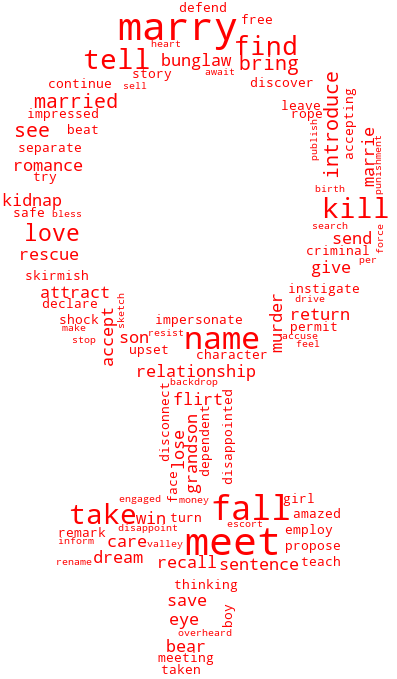 defend
marry
free
heart
find
tell
bunglaw
bring
await
story
sell
continue
discover
married
introduce
accepting
leave
impressed
rope
see
beat
publish
marrie
punishment
separate
romance
try
birth
kidnap
kill
safe
bless
search
love
send
force
rescue
criminal
per
give
skirmish
attract
instigate
declare
sketch
drive
murder
return
shock
impersonate
make
permit
accept
son
resist
name
accuse
stop
upset
feel
character
relationship
backdrop
flirt
disconnect
disappointed
dependent
grandson
lose
face
engaged
money
girl
fall
take
win
turn
amazed
escort
disappoint
remark
employ
meet
inform
care
valley
propose
dream
rename
recall
sentence
teach
thinking
save
boy
eye
overheard
bear
meeting
taken